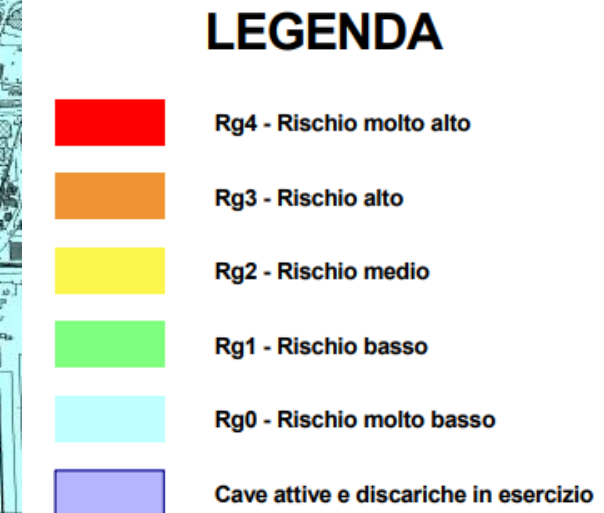 LEGENDA
Rg4 - Rischio molto alto
Rg3 - Rischio alto
Rg2 - Rischio medio
Rg1 - Rischio basso
Rg0 - Rischio molto basso
Cave attive e discariche in esercizio